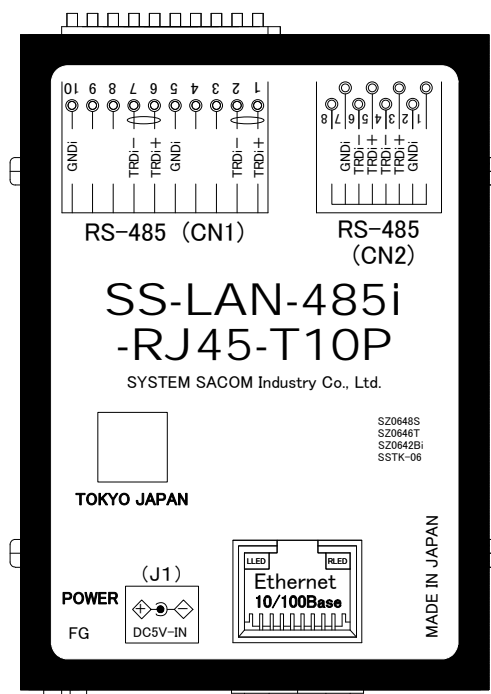 10 9 8 7 6 5 4 3 2 1
GNDi TRDi− TRDi+ GNDi TRDi− TRDi+
RS-485 (CN1)
8 7 6 5 4 3 2 1
GNDi TRDi− TRDi+ TRDi− TRDi+ GNDi
RS-485
(CN2)
SS-LAN-485i
-RJ45-T10P
SYSTEM SACOM Industry Co., Ltd.
SZ0648S
SZ0646T
SZ0642Bi
SSTK-06
TOKYO JAPAN
MADE IN JAPAN
(J1)
POWER
FG
DC5V-IN
LLED RLED
Ethernet
10/100Base